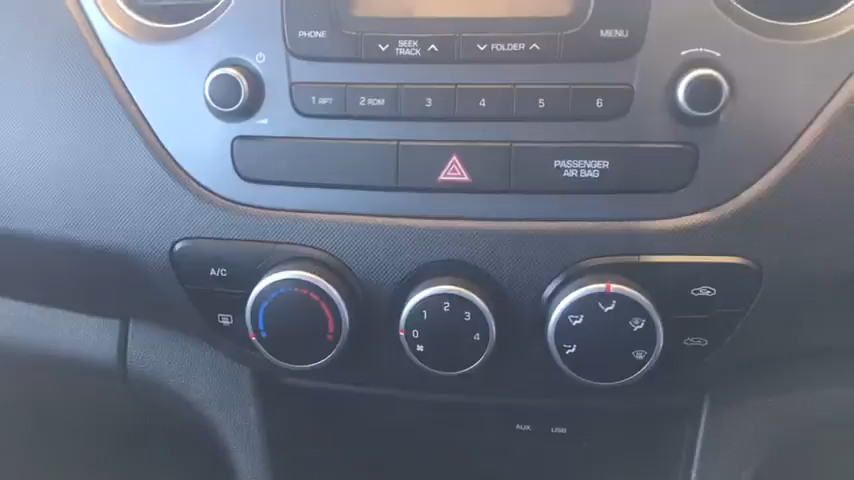 PHONE
SEEK
TRACK
FOLDER
MENU
1 RPT
2 RDM
3
4
5
6
PASSENGER
AIR BAG
A/C
0
1
2
3
4
AUX
USB